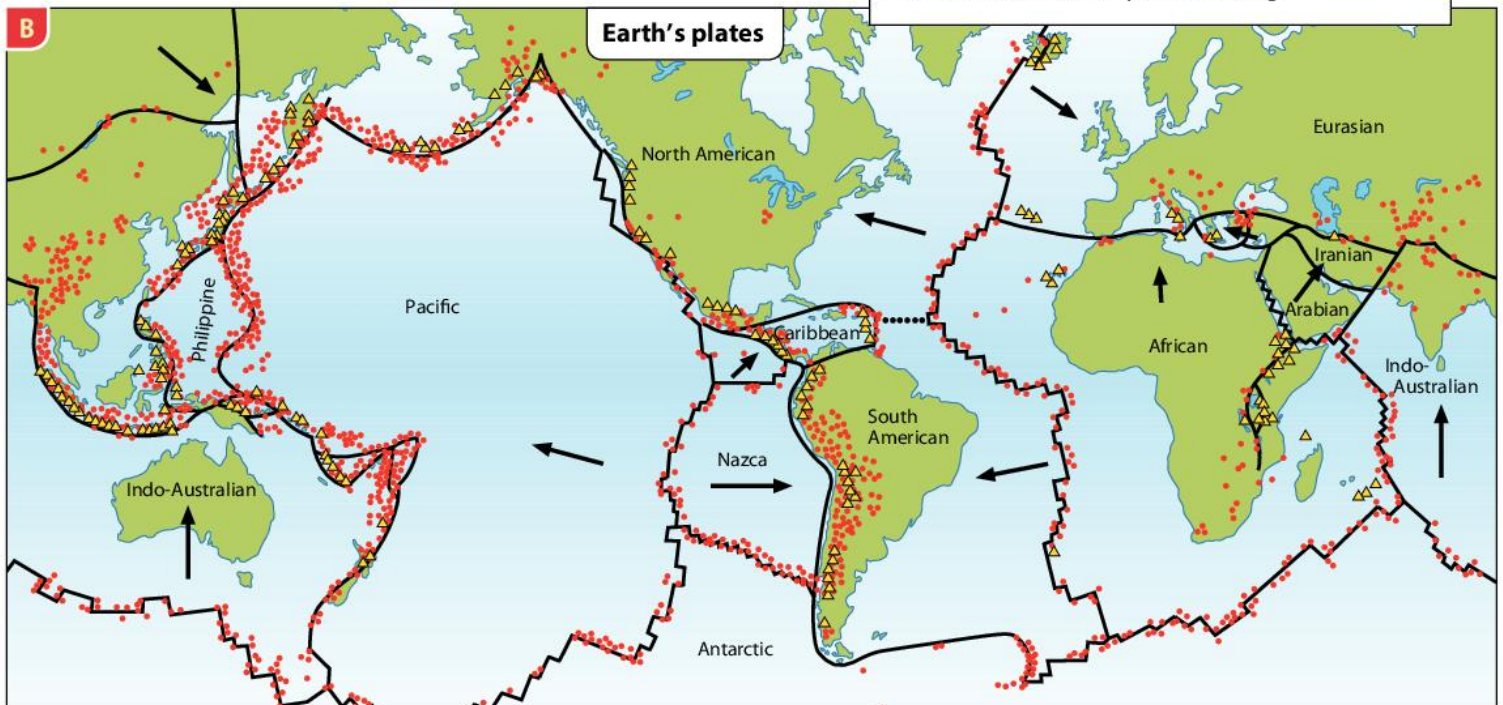 B
Earth's plates
North American
Eurasian
Pacific
Philippine
Caribbean
African
Iranian
Arabian
Indo-
Australian
South
American
Nazca
Indo-Australian
Antarctic